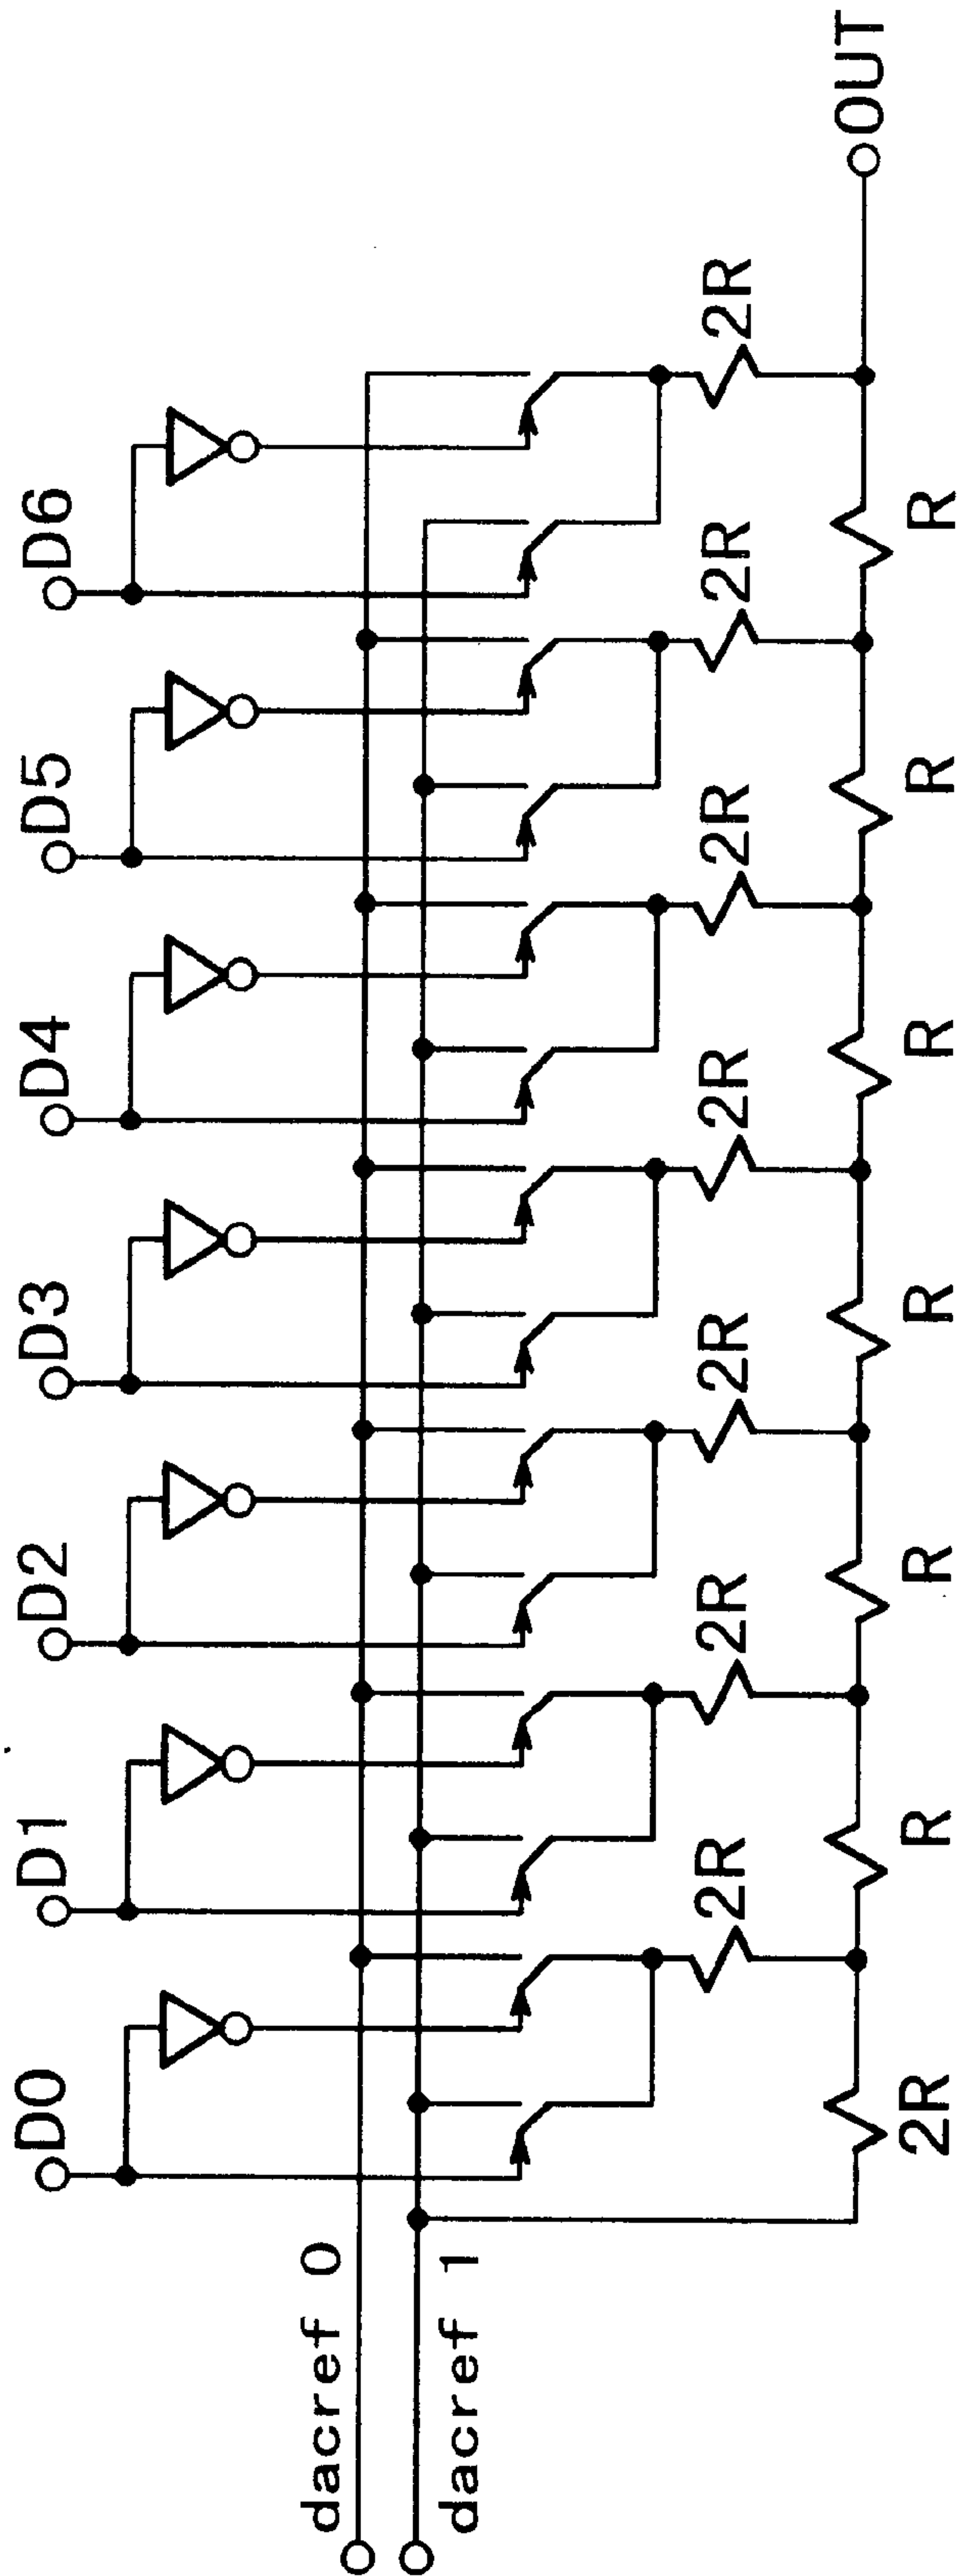 D0 D1 D2 D3 D4 D5 D6
dacref 0
dacref 1
2R 2R 2R 2R 2R 2R 2R
OUT
2R R R R R R R